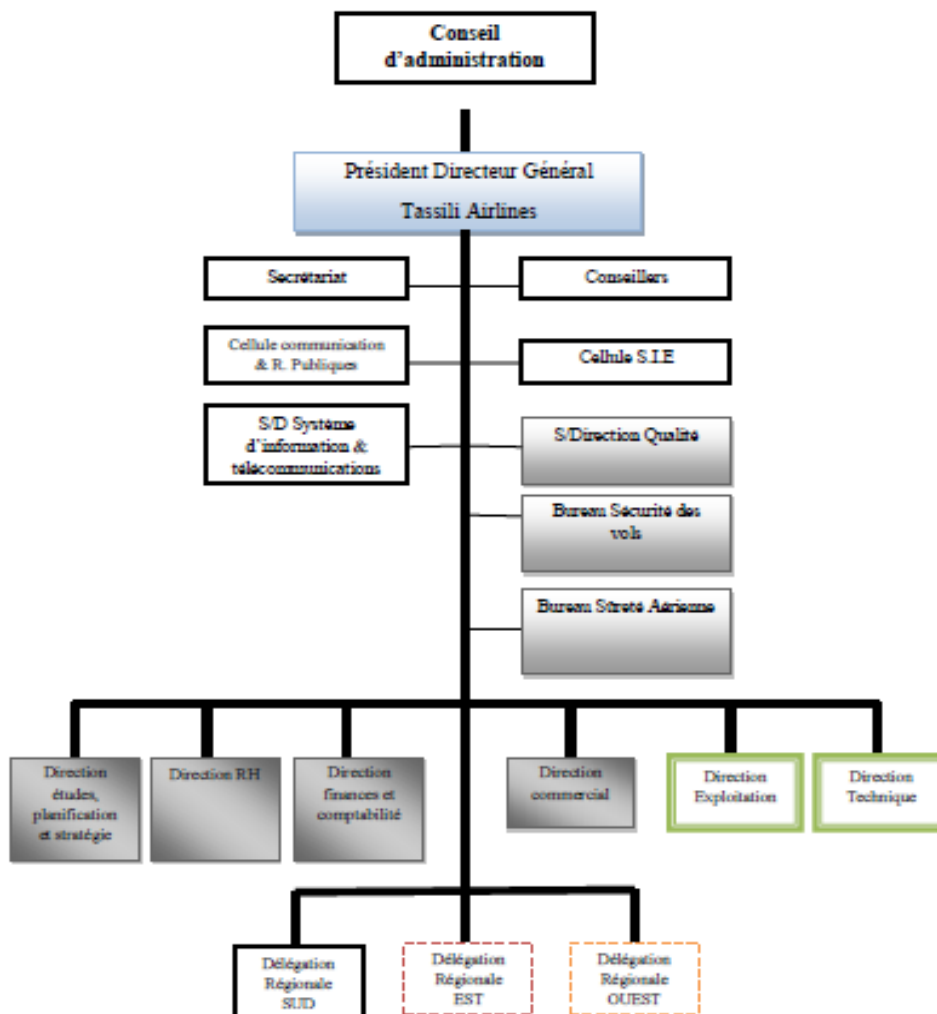 Conseil
d'administration
Président Directeur Général
Tassili Airlines
Secrétariat
Conseillers
Cellule communication
& R. Publiques
Cellule S.I.E
S/D Système
d'information &
télécommunications
S/Direction Qualité
Bureau Sécurité des
vols
Bureau Sûreté Aérienne
Direction
études,
planification
et stratégie
Direction RH
Direction
finances et
comptabilité
Direction
commercial
Direction
Exploitation
Direction
Technique
Délégation
Régionale
SUD
Délégation
Régionale
EST
Délégation
Régionale
OUEST